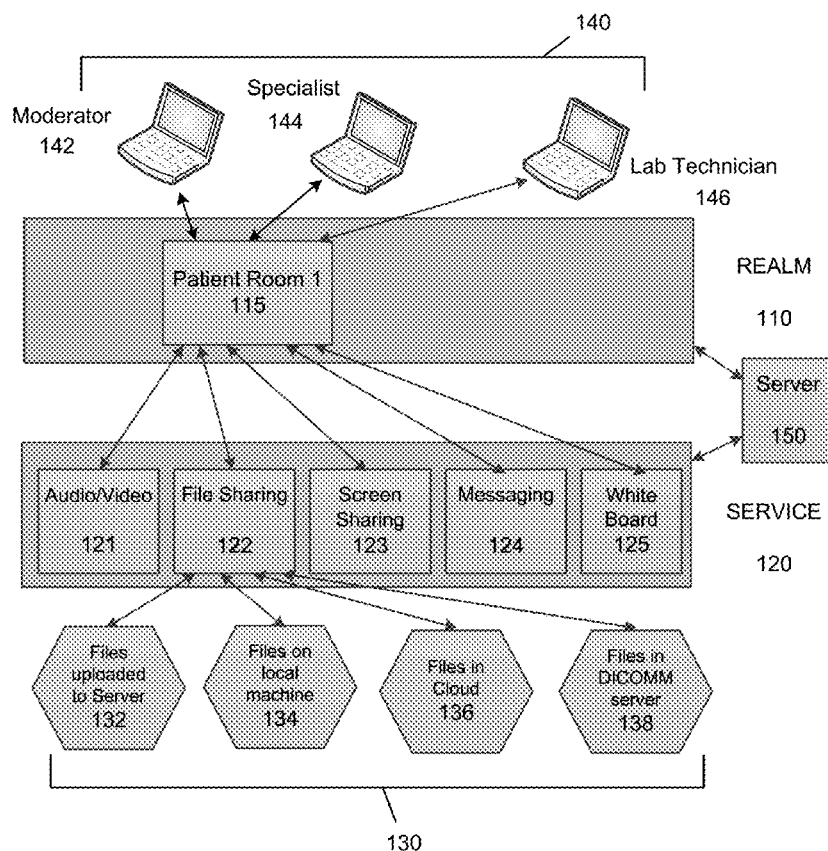 140
Moderator
142
Specialist
144
Lab Technician
146
Patient Room 1
115
REALM
110
Server
150
Audio/Video
121
File Sharing
122
Screen
Sharing
123
Messaging
124
White
Board
125
SERVICE
120
Files
uploaded
to Server
132
Files on
local
machine
134
Files in
Cloud
136
Files in
DICOMM
server
138
130